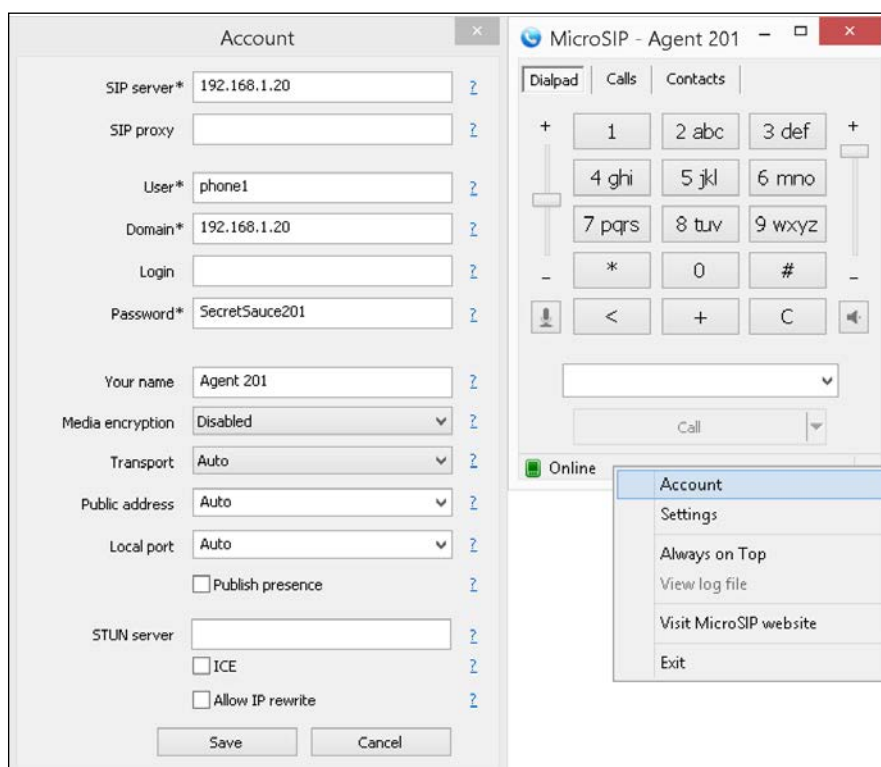 Account
SIP server* 192.168.1.20 ?
SIP proxy ?
User* phone1 ?
Domain* 192.168.1.20 ?
Login ?
Password* SecretSauce201 ?
Your name Agent 201 ?
Media encryption Disabled ?
Transport Auto ?
Public address Auto ?
Local port Auto ?
Publish presence ?
STUN server ?
ICE ?
Allow IP rewrite ?
Save Cancel
MicroSIP - Agent 201
Dialpad Calls Contacts
+ 1 2 abc 3 def +
4 ghi 5 jkl 6 mno
7 pqrs 8 tuv 9 wxyz
- * 0 # -
< + C
Call
Online
Account
Settings
Always on Top
View log file
Visit MicroSIP website
Exit